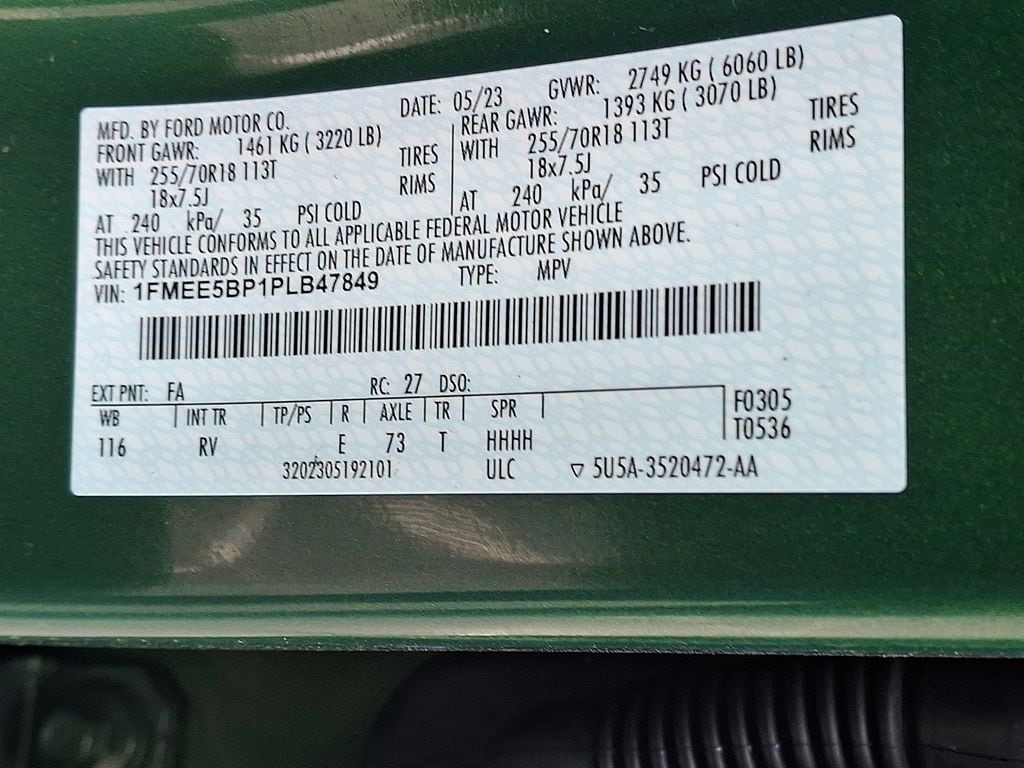 MFD. BY FORD MOTOR CO. DATE: 05/23 GVWR: 2749 KG ( 6060 LB)
FRONT GAWR: 1461 KG ( 3220 LB) REAR GAWR: 1393 KG ( 3070 LB)
WITH 255/70R18 113T TIRES WITH 255/70R18 113T TIRES
18x7.5J RIMS 18x7.5J RIMS
AT 240 kPa/ 35 PSI COLD AT 240 kPa/ 35 PSI COLD
THIS VEHICLE CONFORMS TO ALL APPLICABLE FEDERAL MOTOR VEHICLE
SAFETY STANDARDS IN EFFECT ON THE DATE OF MANUFACTURE SHOWN ABOVE.
VIN: 1FMEE5BP1PLB47849 TYPE: MPV
EXT PNT: FA RC: 27 DSO:
WB INT TR TP/PS R AXLE TR SPR F0305
116 RV E 73 T HHHH T0536
3202305192101 ULC ▽ 5U5A-3520472-AA